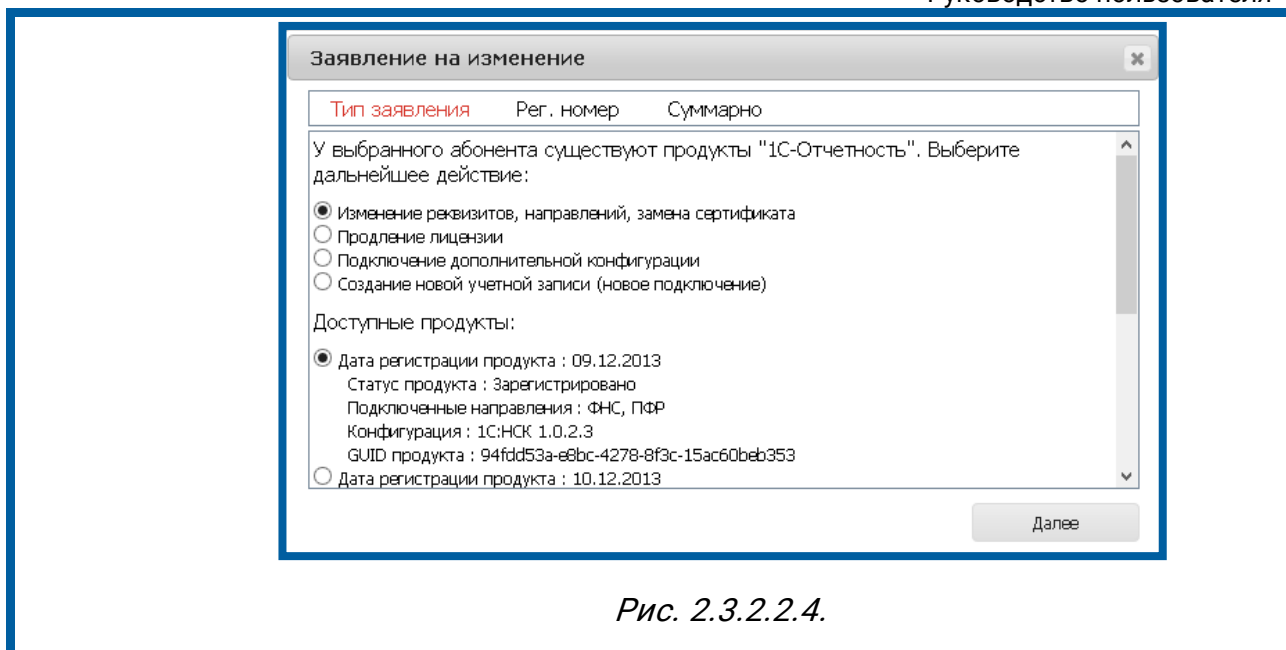 Руководство пользователя
Заявление на изменение
Тип заявления Рег. номер Суммарно
У выбранного абонента существуют продукты "1С-Отчетность". Выберите
дальнейшее действие:
Изменение реквизитов, направлений, замена сертификата
Продление лицензии
Подключение дополнительной конфигурации
Создание новой учетной записи (новое подключение)
Доступные продукты:
Дата регистрации продукта : 09.12.2013
Статус продукта : Зарегистрировано
Подключенные направления : ФНС, ПФР
Конфигурация : 1С:НСК 1.0.2.3
GUID продукта : 94fdd53a-e8bc-4278-8f3c-15ac60beb353
Дата регистрации продукта : 10.12.2013
Далее
Рис. 2.3.2.2.4.